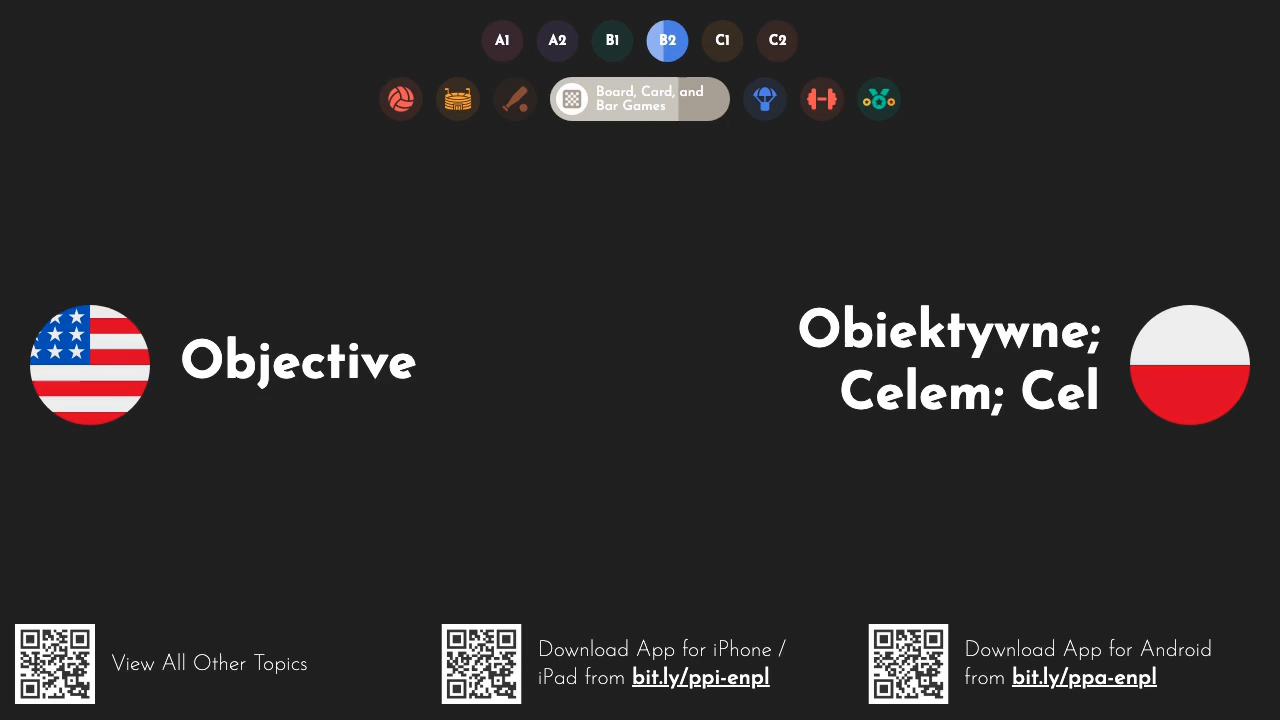 A1 A2 B1 B2 C1 C2
Board, Card, and
Bar Games
Objective
Obiektywne;
Celem; Cel
View All Other Topics
Download App for iPhone /
iPad from bit.ly/ppi-enpl
Download App for Android
from bit.ly/ppa-enpl